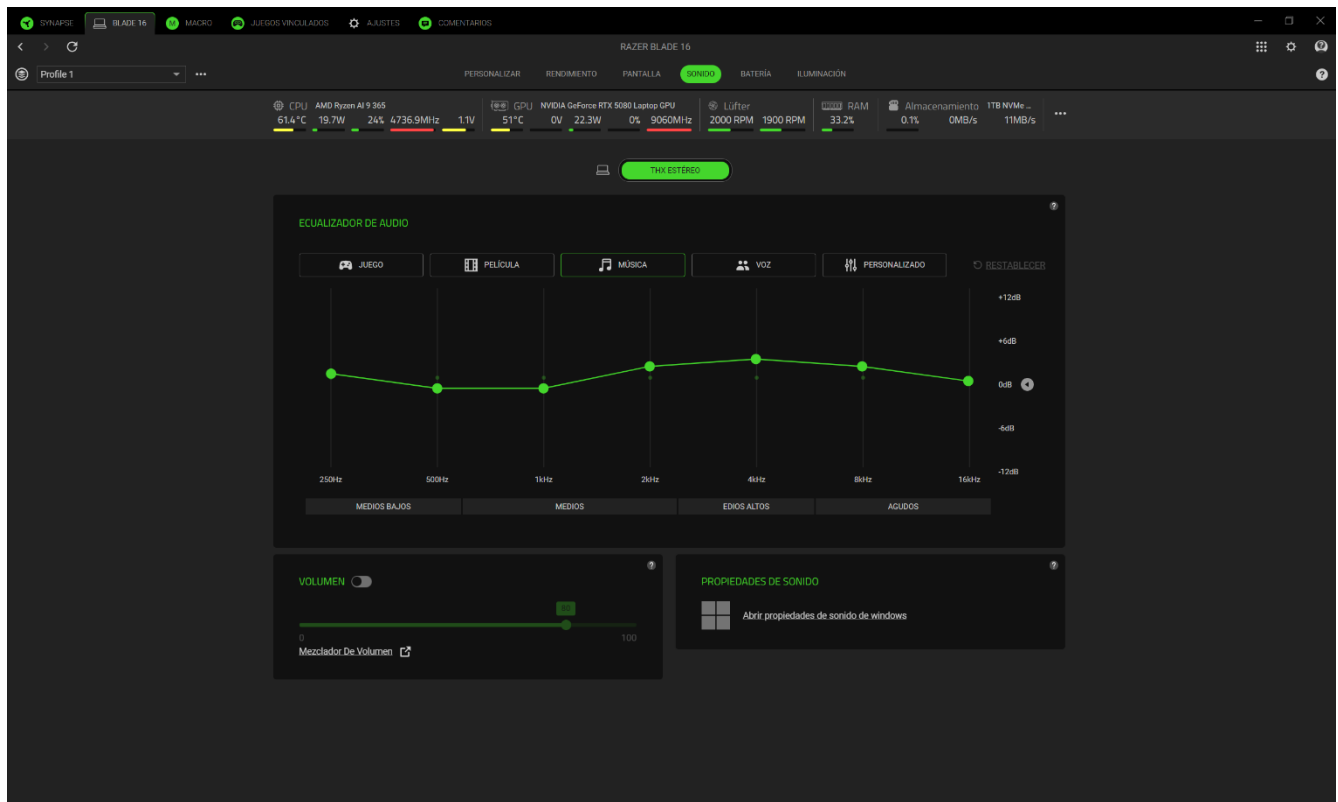 SYNAPSE BLADE 16 MACRO JUEGOS VINCULADOS AJUSTES COMENTARIOS
RAZER BLADE 16
Profile 1 PERSONALIZAR RENDIMIENTO PANTALLA SONIDO BATERÍA ILUMINACIÓN
CPU AMD Ryzen AI 9 365 GPU NVIDIA GeForce RTX 5080 Laptop GPU Lüfter RAM Almacenamiento 1TB NVMe ...
61.4°C 19.7W 24% 4736.9MHz 1.1V 51°C 0V 22.3W 0% 9060MHz 2000 RPM 1900 RPM 33.2% 0.1% 0MB/s 11MB/s
THX ESTÉREO
ECUALIZADOR DE AUDIO
JUEGO PELÍCULA MÚSICA VOZ PERSONALIZADO RESTABLECER
+12dB
+6dB
0dB
-6dB
-12dB
250Hz 500Hz 1kHz 2kHz 4kHz 8kHz 16kHz
MEDIOS BAJOS MEDIOS EDIOS ALTOS AGUDOS
VOLUMEN
0 100
Mezclador De Volumen
PROPIEDADES DE SONIDO
Abrir propiedades de sonido de windows